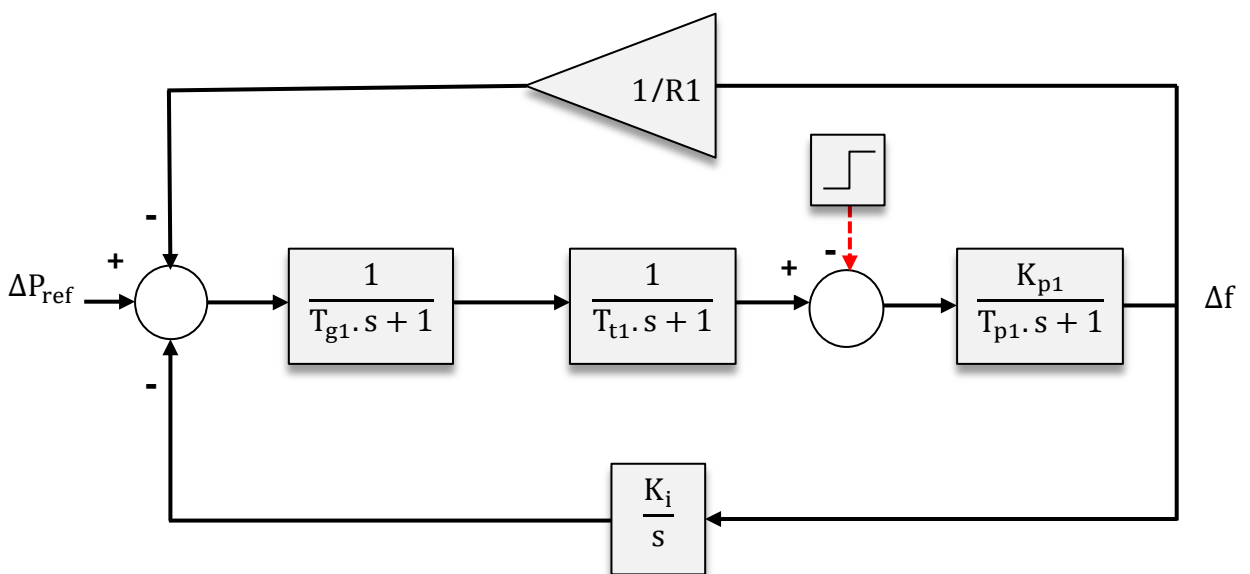 1/R1
-
-
+
+
ΔP_ref
1
T_g1. s + 1
1
T_t1. s + 1
K_p1
T_p1. s + 1
Δf
-
K_i
s